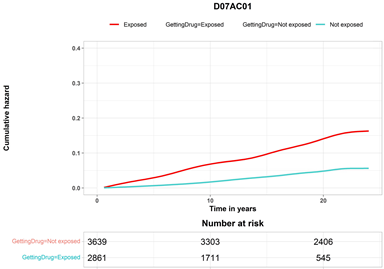 D07AC01
Exposed GettingDrug=Exposed GettingDrug=Not exposed Not exposed
Cumulative hazard
0.4
0.3
0.2
0.1
0.0
0 10 20
Time in years
Number at risk
GettingDrug=Not exposed 3639 3303 2406
GettingDrug=Exposed 2861 1711 545